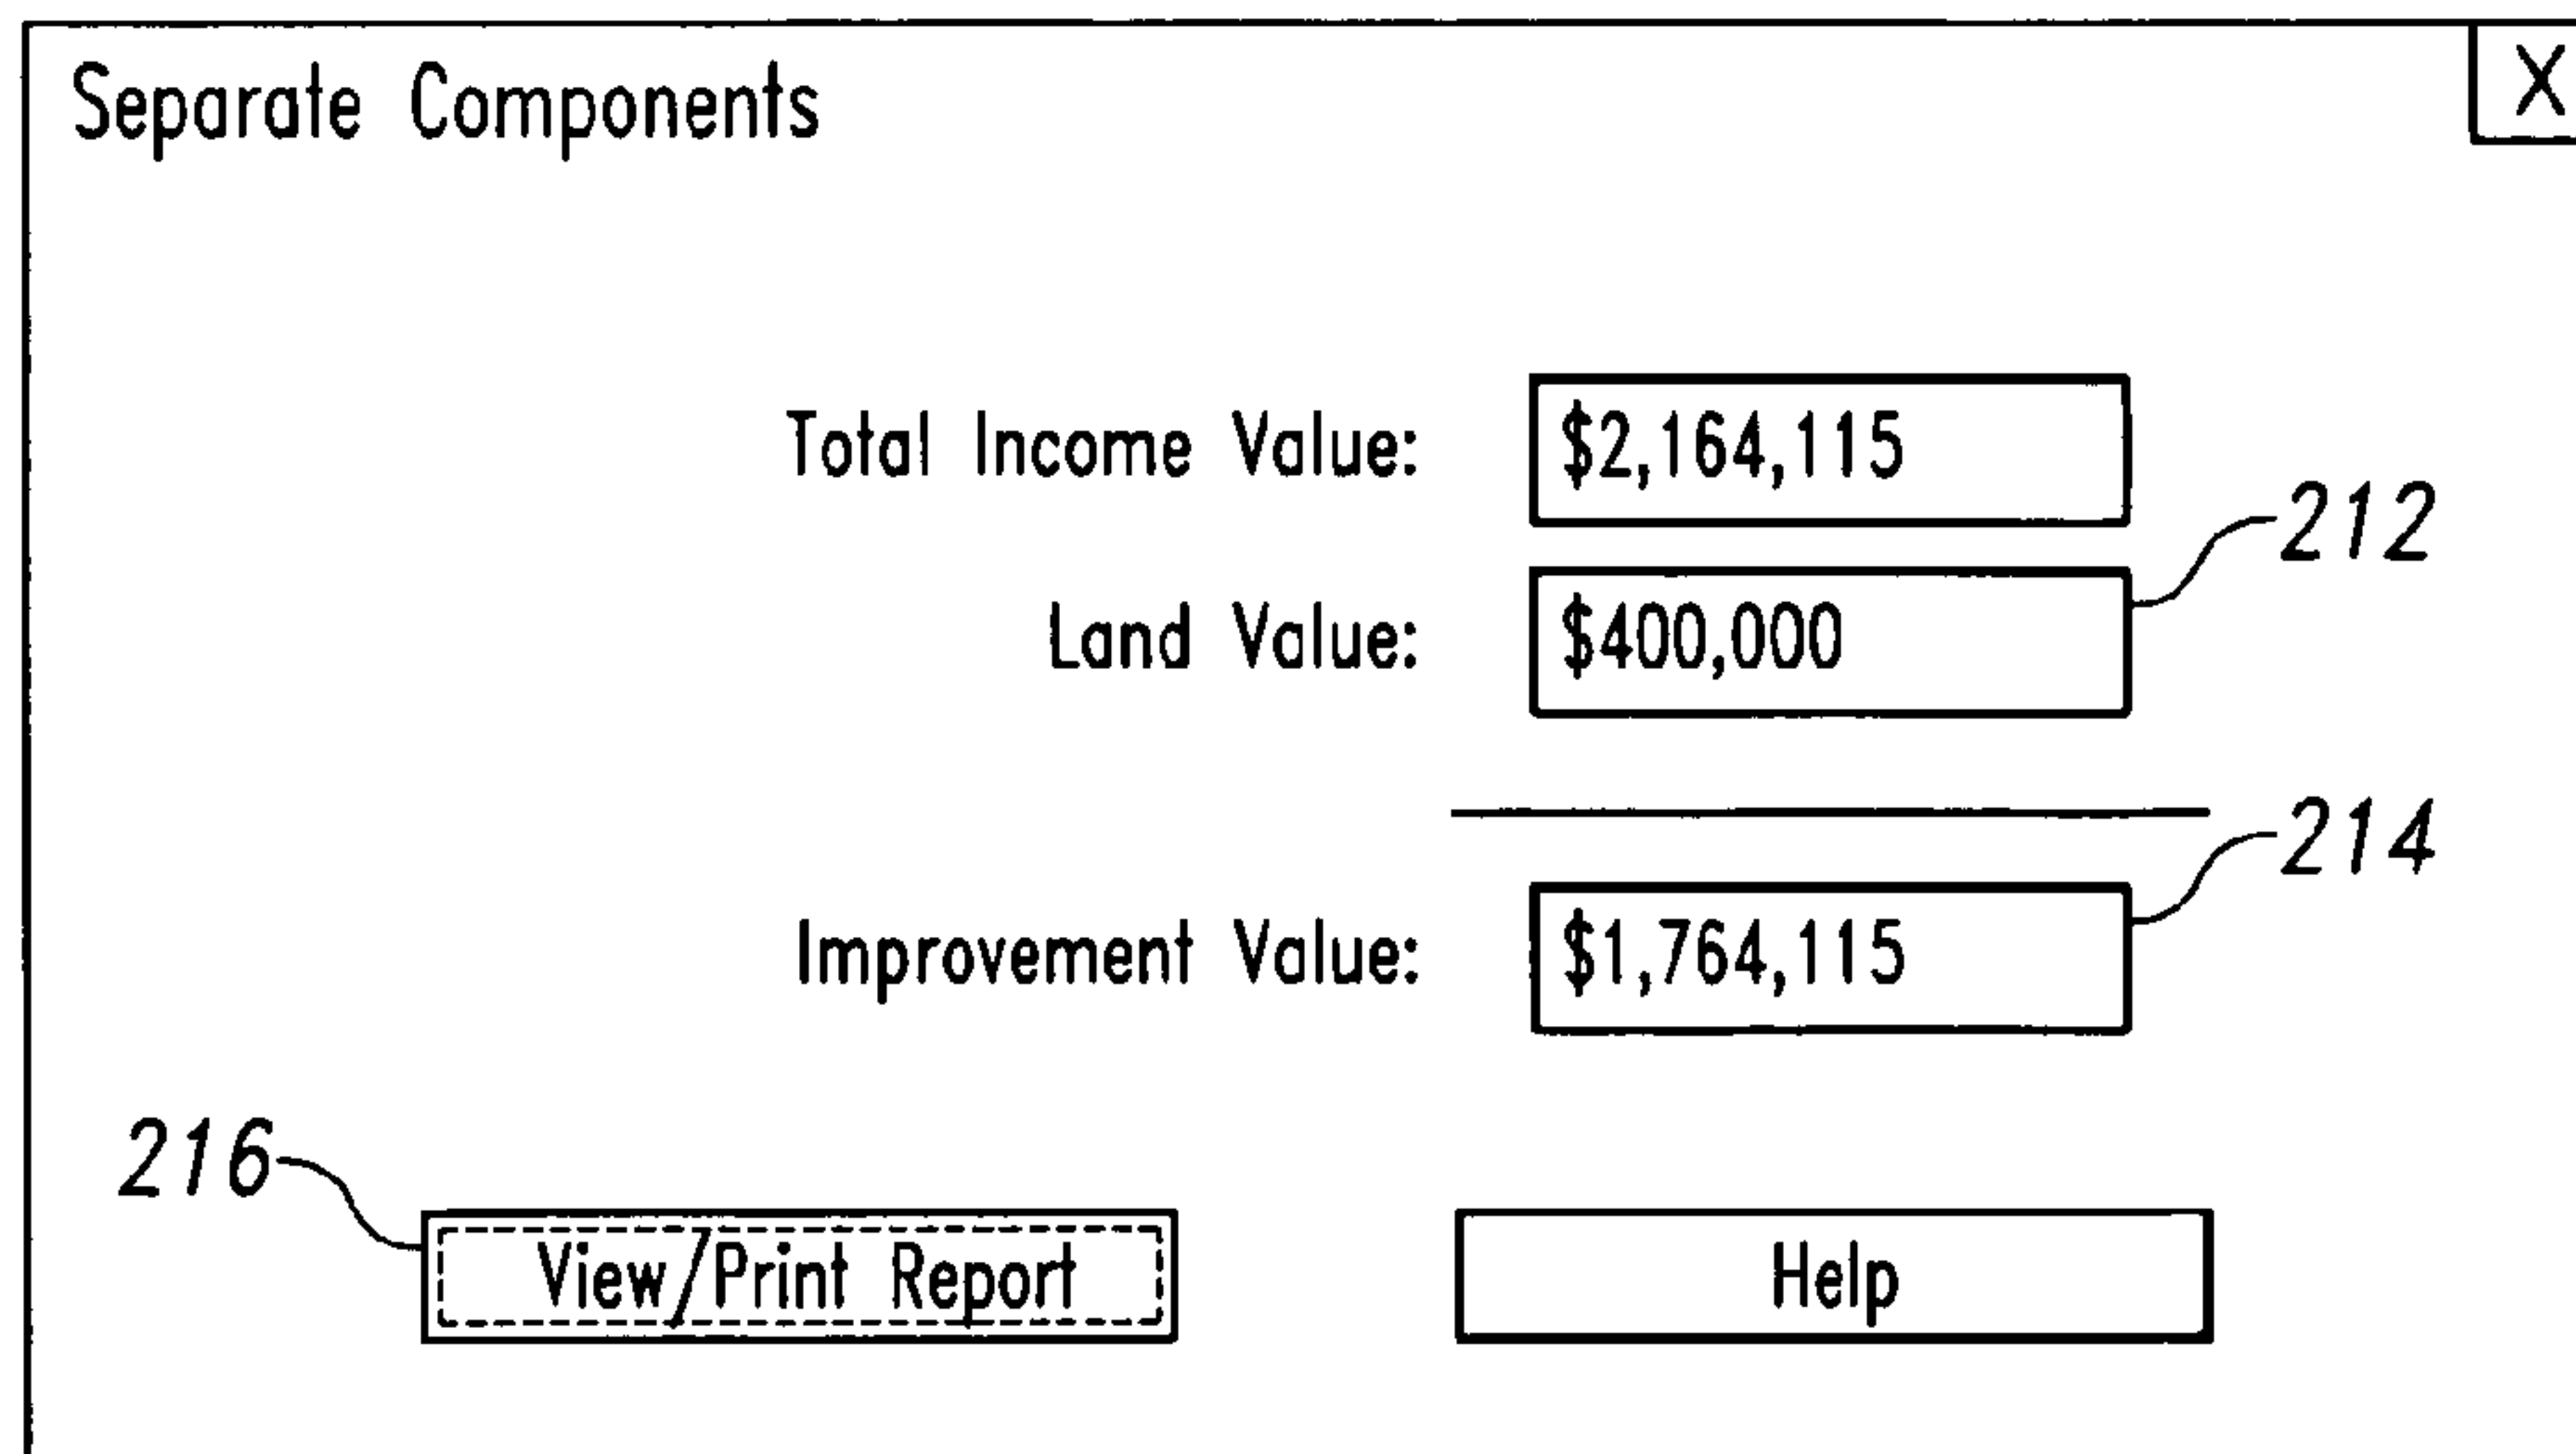 Separate Components X
Total Income Value: $2,164,115
212
Land Value: $400,000
214
Improvement Value: $1,764,115
216
View/Print Report Help